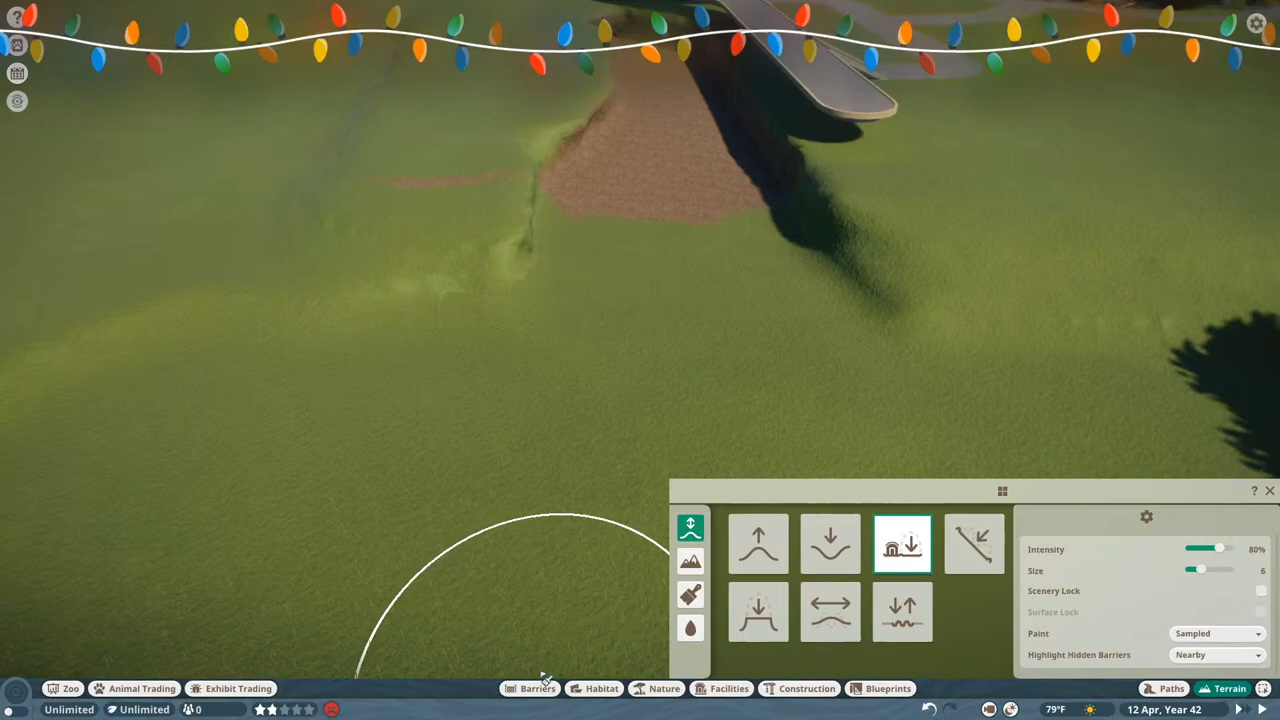 ?
? ×
Intensity 80%
Size 6
Scenery Lock
Surface Lock
Paint Sampled
Highlight Hidden Barriers Nearby
Zoo Animal Trading Exhibit Trading Barriers Habitat Nature Facilities Construction Blueprints Paths Terrain
Unlimited Unlimited 0 79°F 12 Apr, Year 42